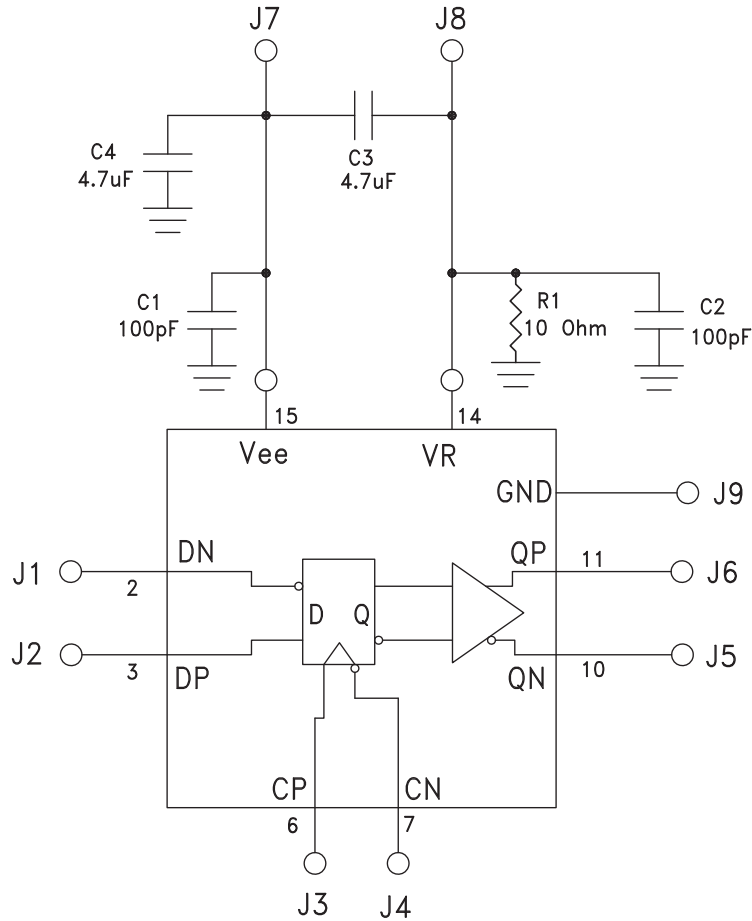 J7
J8
C4
4.7uF
C3
4.7uF
C1
100pF
R1
10 Ohm
C2
100pF
15
14
Vee
VR
GND
J9
DN
QP
J1
2
11
J6
D
Q
J2
3
DP
QN
10
J5
CP
CN
6
7
J3
J4